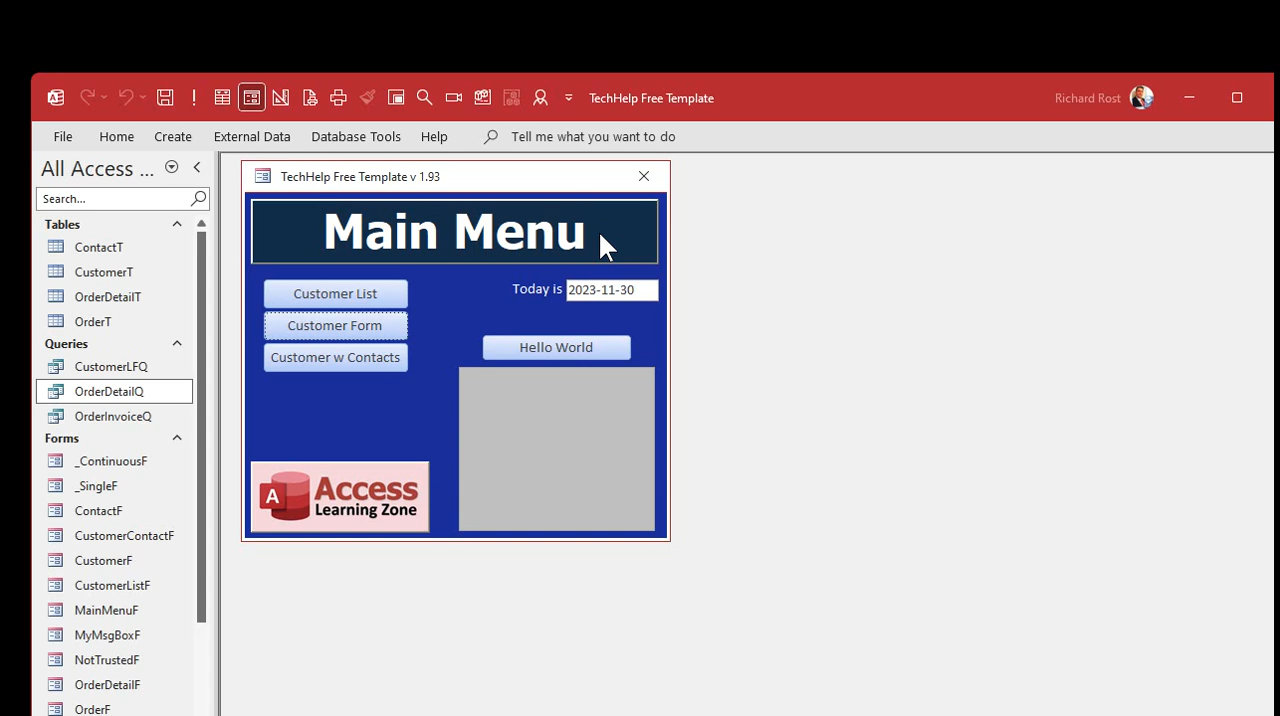 TechHelp Free Template
Richard Rost
File Home Create External Data Database Tools Help Tell me what you want to do
All Access ...
Search...
Tables
ContactT
CustomerT
OrderDetailT
OrderT
Queries
CustomerLFQ
OrderDetailQ
OrderInvoiceQ
Forms
_ContinuousF
_SingleF
ContactF
CustomerContactF
CustomerF
CustomerListF
MainMenuF
MyMsgBoxF
NotTrustedF
OrderDetailF
OrderF
TechHelp Free Template v 1.93
Main Menu
Customer List
Customer Form
Customer w Contacts
Today is 2023-11-30
Hello World
A Access
Learning Zone